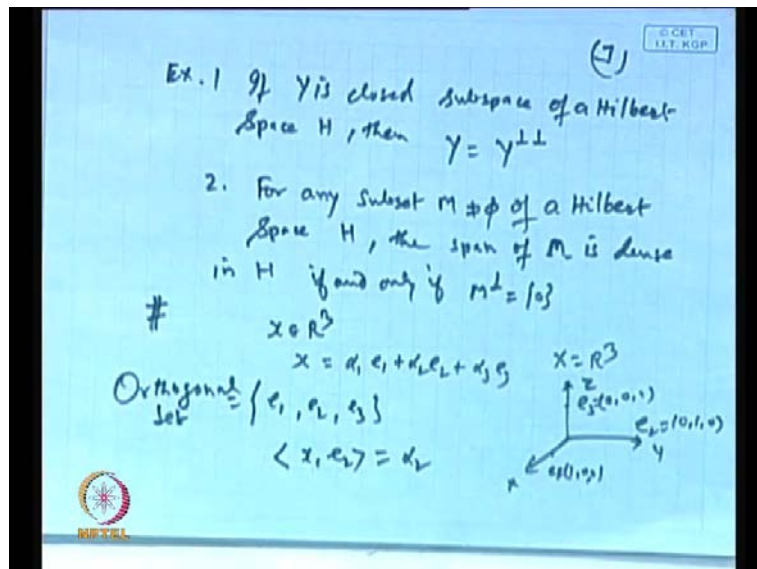 (7)
© CET
I.I.T. KGP
Ex. 1 If Y is closed subspace of a Hilbert
Space H, then Y = Y⊥⊥
2. For any subset M ≠ ϕ of a Hilbert
Space H, the span of M is dense
in H if and only if M⊥ = {0}
#
x ∈ R³
x = α₁ e₁ + α₂ e₂ + α₃ e₃
X = R³
Orthogonal Set = {e₁, e₂, e₃}
Z
e₃=(0,0,1)
e₂=(0,1,0)
Y
<x, e₂> = α₂
X
e₁(1,0,0)
NPTEL